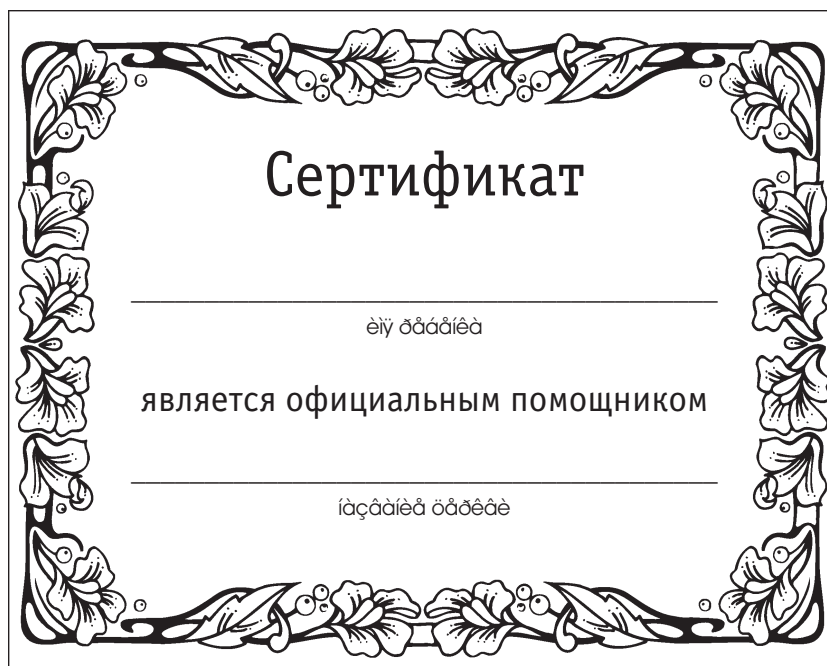 Сертификат
èìÿ ðåáåíêà
является официальным помощником
íàçâàíèå öåðêâè